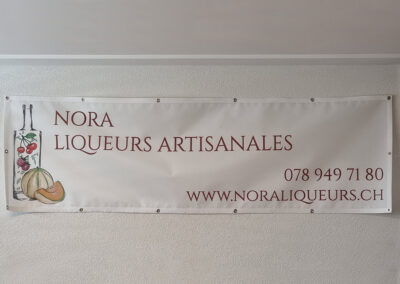 NORA
LIQUEURS ARTISANALES
078 949 71 80
WWW.NORALIQUEURS.CH